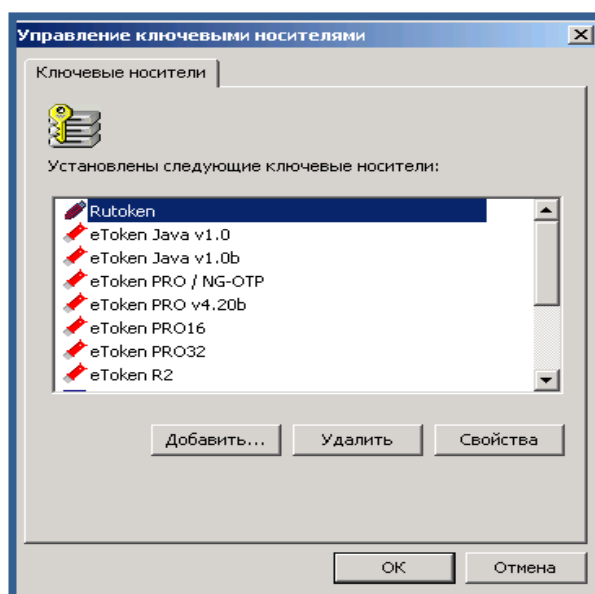 Управление ключевыми носителями
Ключевые носители
Установлены следующие ключевые носители:
Rutoken
eToken Java v1.0
eToken Java v1.0b
eToken PRO / NG-OTP
eToken PRO v4.20b
eToken PRO16
eToken PRO32
eToken R2
Добавить... Удалить Свойства
ОК Отмена